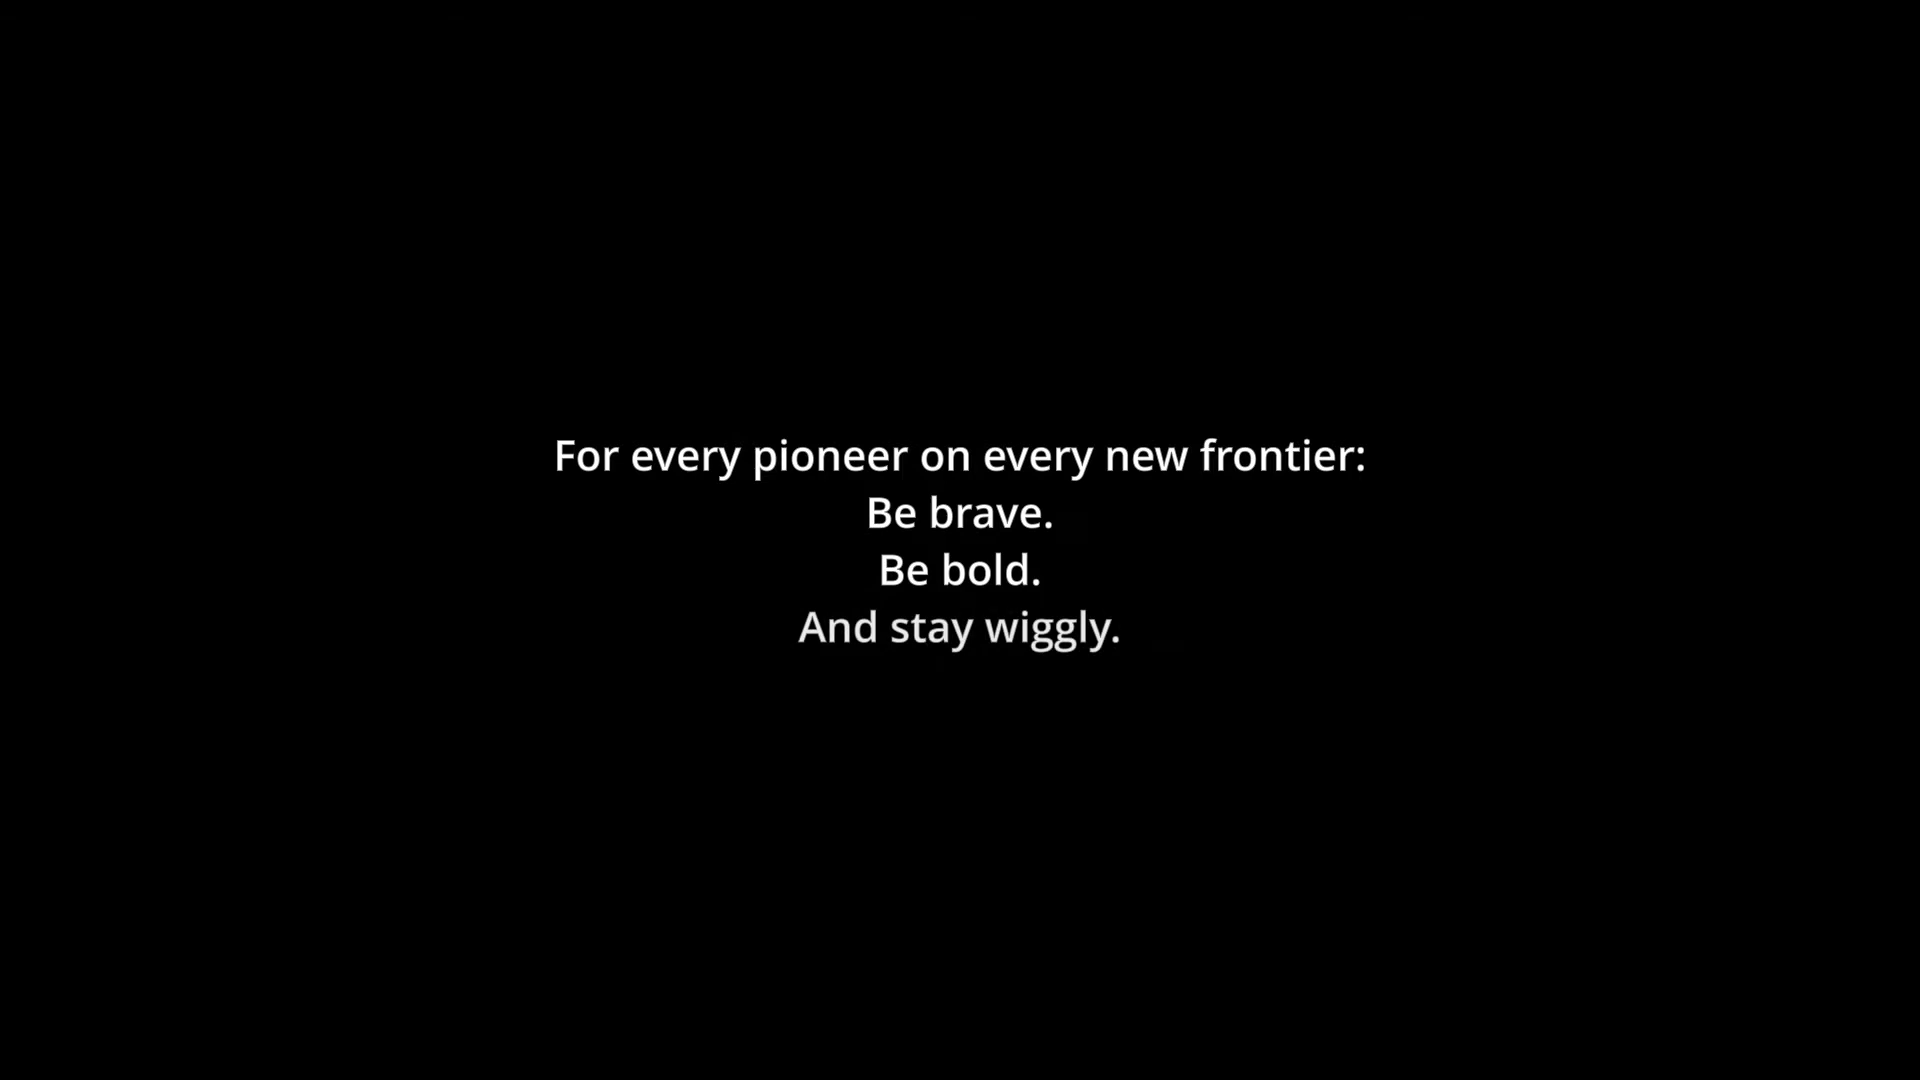 For every pioneer on every new frontier:
Be brave.
Be bold.
And stay wiggly.